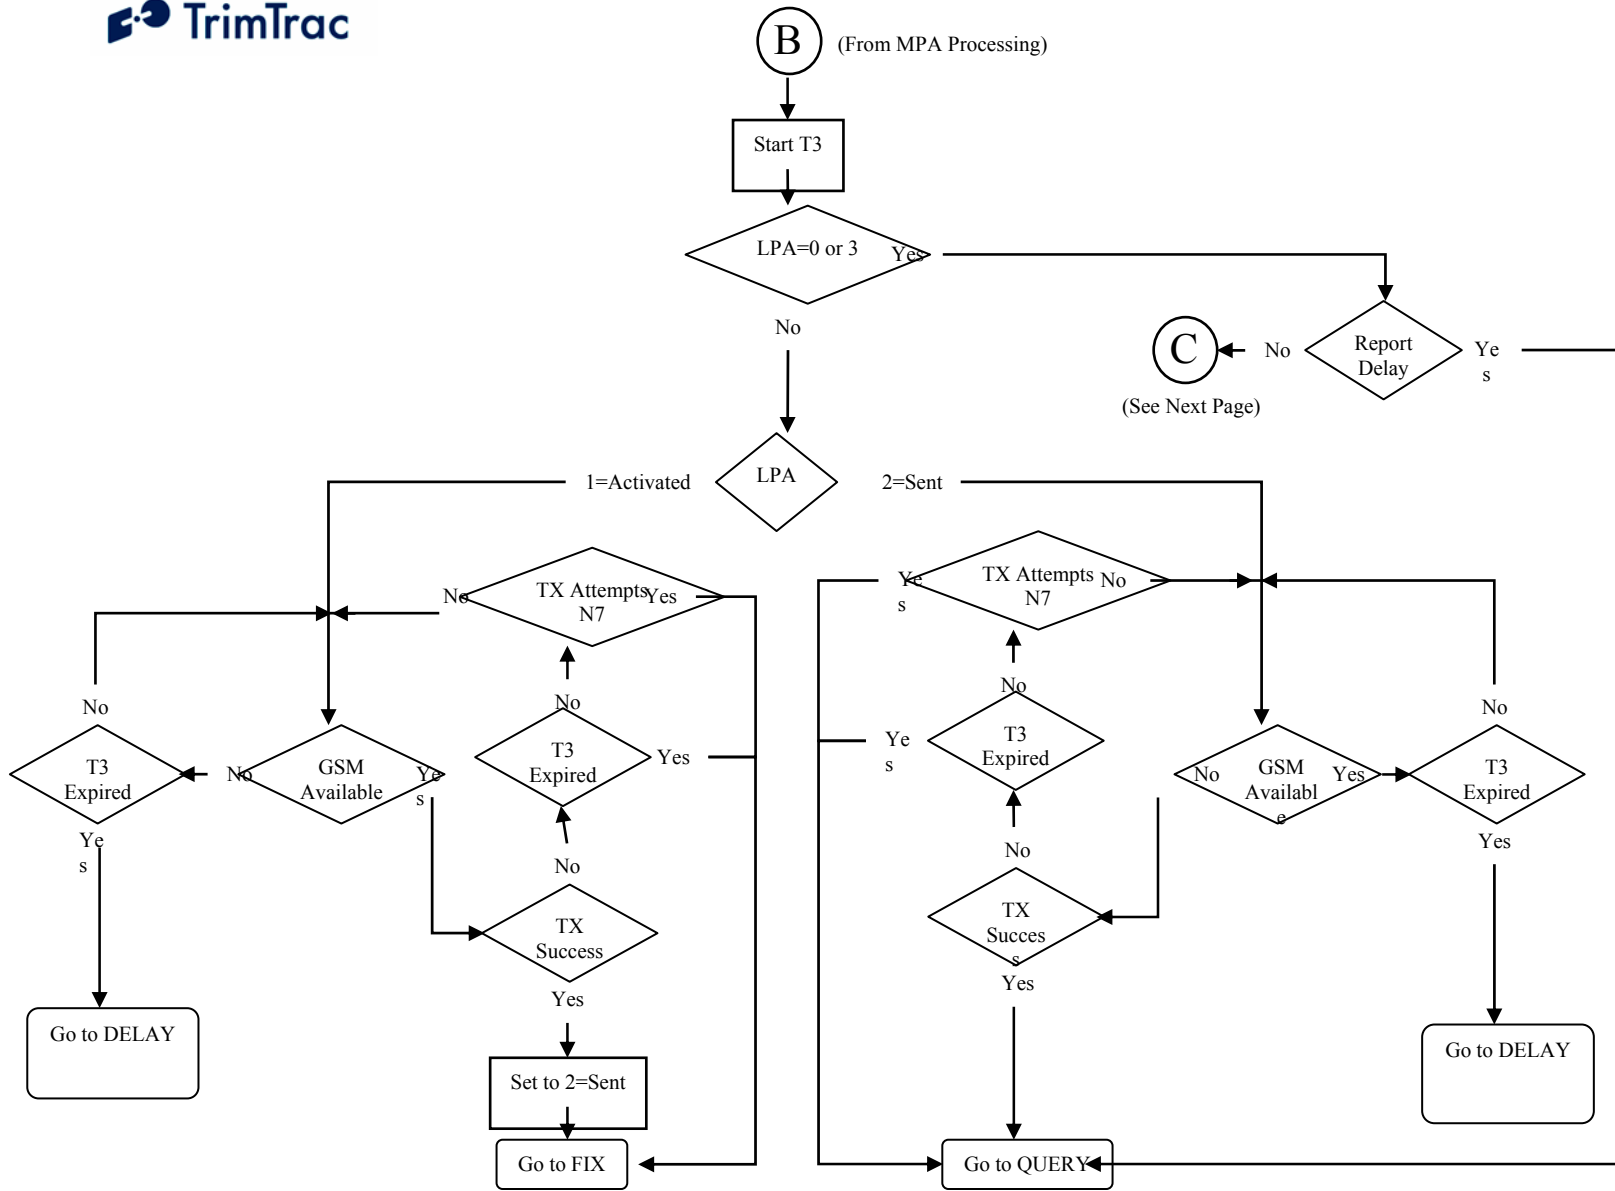 TrimTrac
B
(From MPA Processing)
Start T3
LPA=0 or 3
Yes
No
C
No
Report
Delay
Ye
s
(See Next Page)
1=Activated
LPA
2=Sent
No
TX Attempts
N7
Yes
Ye
s
TX Attempts
N7
No
No
No
No
No
T3
Expired
No
GSM
Available
Ye
s
T3
Expired
Yes
Ye
s
T3
Expired
No
GSM
Availabl
e
Yes
T3
Expired
Ye
s
No
No
Yes
TX
Success
TX
Succes
s
Yes
Yes
Go to DELAY
Set to 2=Sent
Go to DELAY
Go to FIX
Go to QUERY